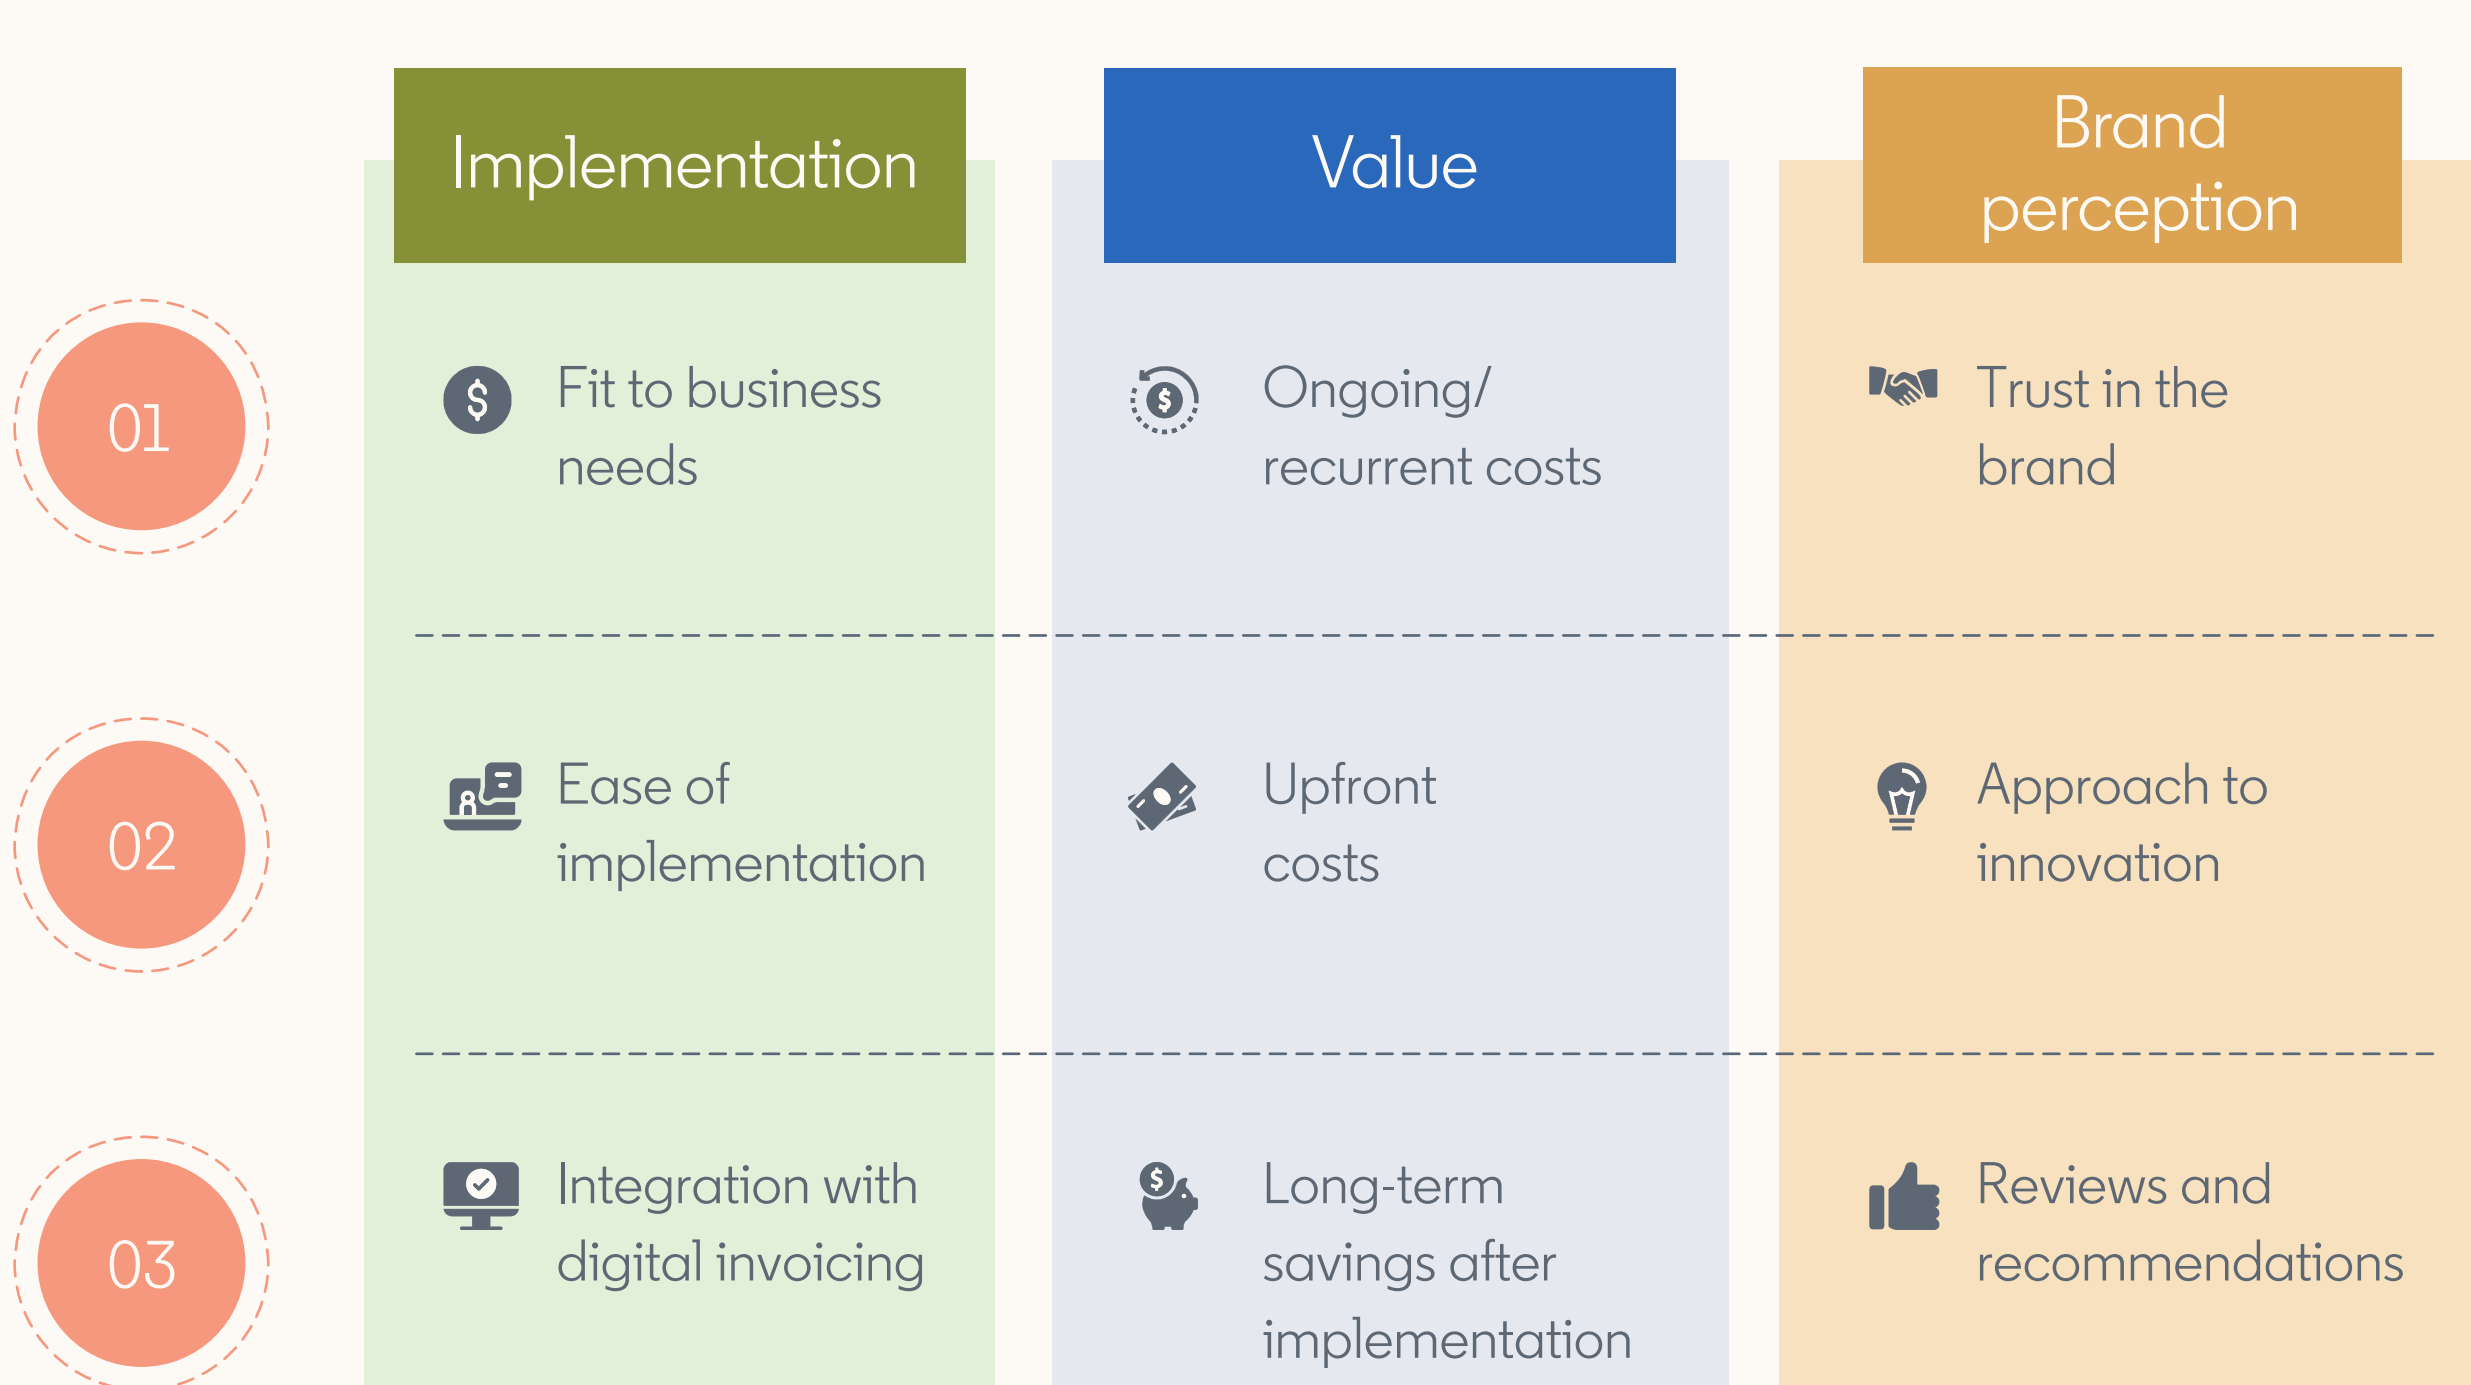 Implementation
Value
Brand
perception
01
Fit to business
needs
Ongoing/
recurrent costs
Trust in the
brand
02
Ease of
implementation
Upfront
costs
Approach to
innovation
03
Integration with
digital invoicing
Long-term
savings after
implementation
Reviews and
recommendations